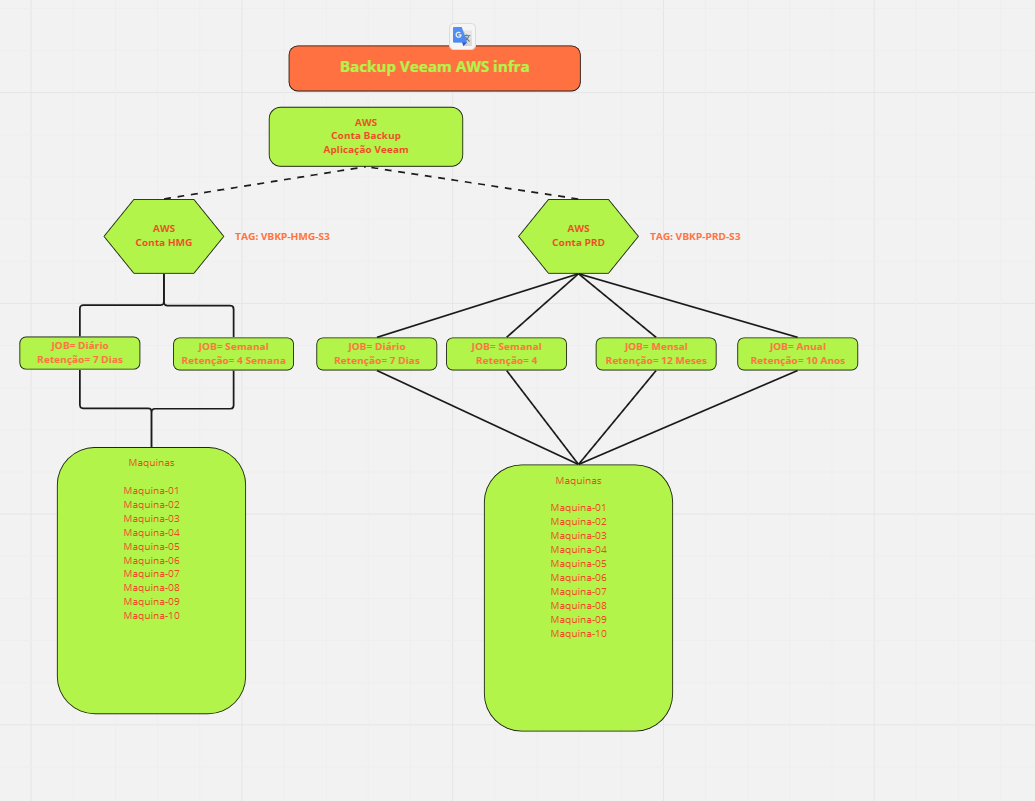 Backup Veeam AWS infra
AWS
Conta Backup
Aplicação Veeam
AWS
Conta HMG
TAG: VBKP-HMG-S3
AWS
Conta PRD
TAG: VBKP-PRD-S3
JOB= Diário
Retenção= 7 Dias
JOB= Semanal
Retenção= 4 Semana
JOB= Diário
Retenção= 7 Dias
JOB= Semanal
Retenção= 4
JOB= Mensal
Retenção= 12 Meses
JOB= Anual
Retenção= 10 Anos
Maquinas
Maquina-01
Maquina-02
Maquina-03
Maquina-04
Maquina-05
Maquina-06
Maquina-07
Maquina-08
Maquina-09
Maquina-10
Maquinas
Maquina-01
Maquina-02
Maquina-03
Maquina-04
Maquina-05
Maquina-06
Maquina-07
Maquina-08
Maquina-09
Maquina-10